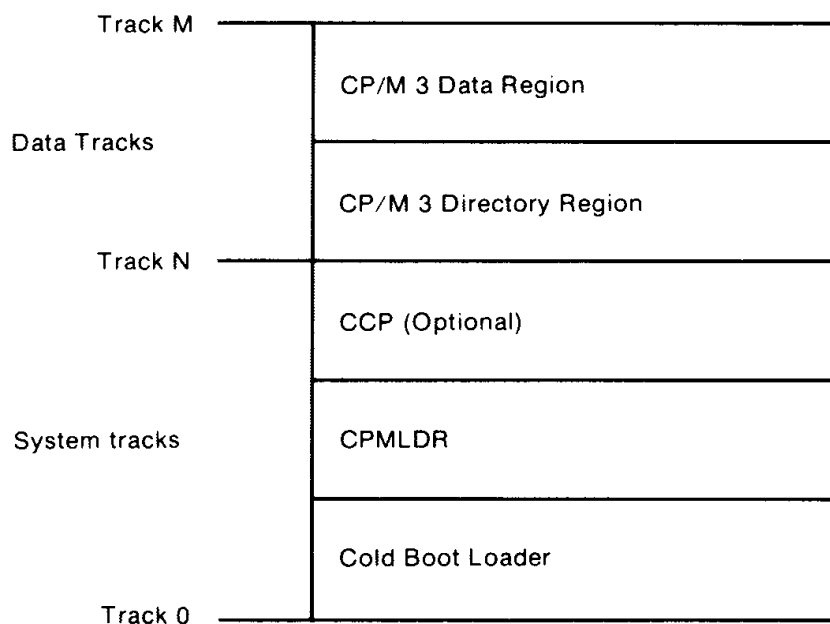 Track M
CP/M 3 Data Region
Data Tracks
CP/M 3 Directory Region
Track N
CCP (Optional)
System tracks
CPMLDR
Cold Boot Loader
Track 0